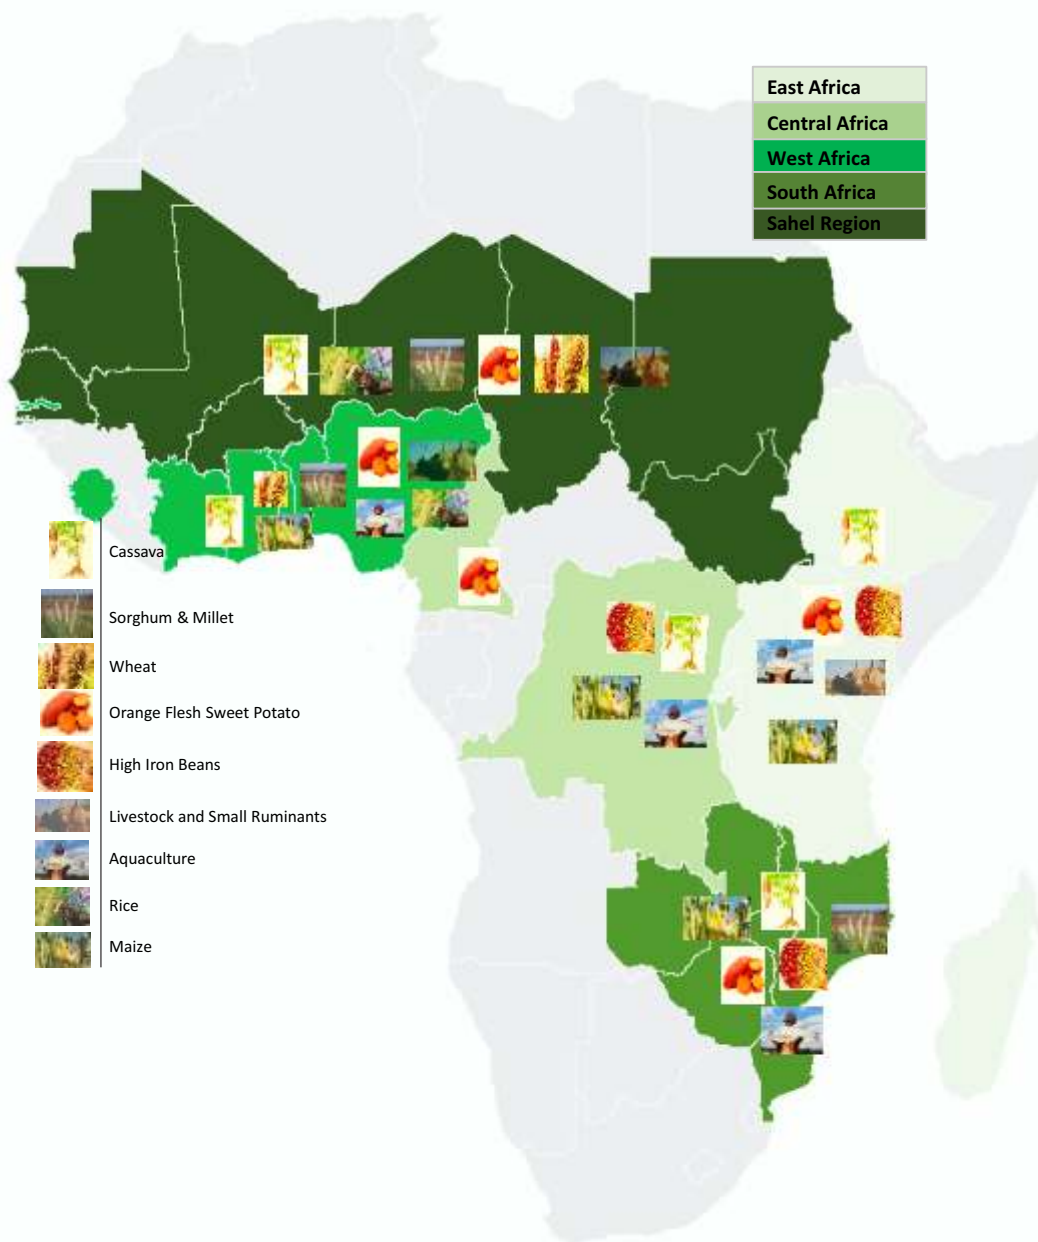 East Africa
Central Africa
West Africa
South Africa
Sahel Region
Cassava
Sorghum & Millet
Wheat
Orange Flesh Sweet Potato
High Iron Beans
Livestock and Small Ruminants
Aquaculture
Rice
Maize